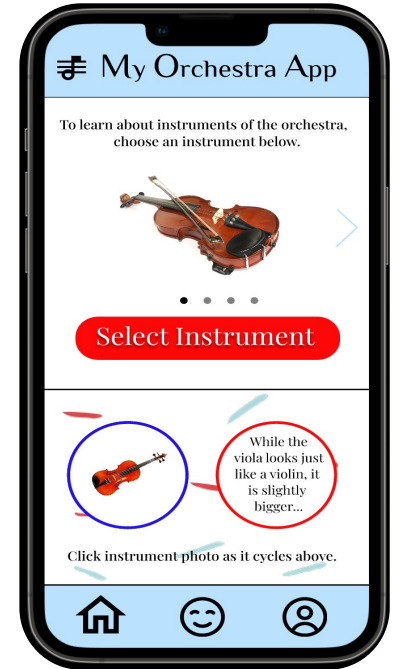 My Orchestra App
To learn about instruments of the orchestra,
choose an instrument below.
Select Instrument
While the
viola looks just
like a violin, it
is slightly
bigger...
Click instrument photo as it cycles above.